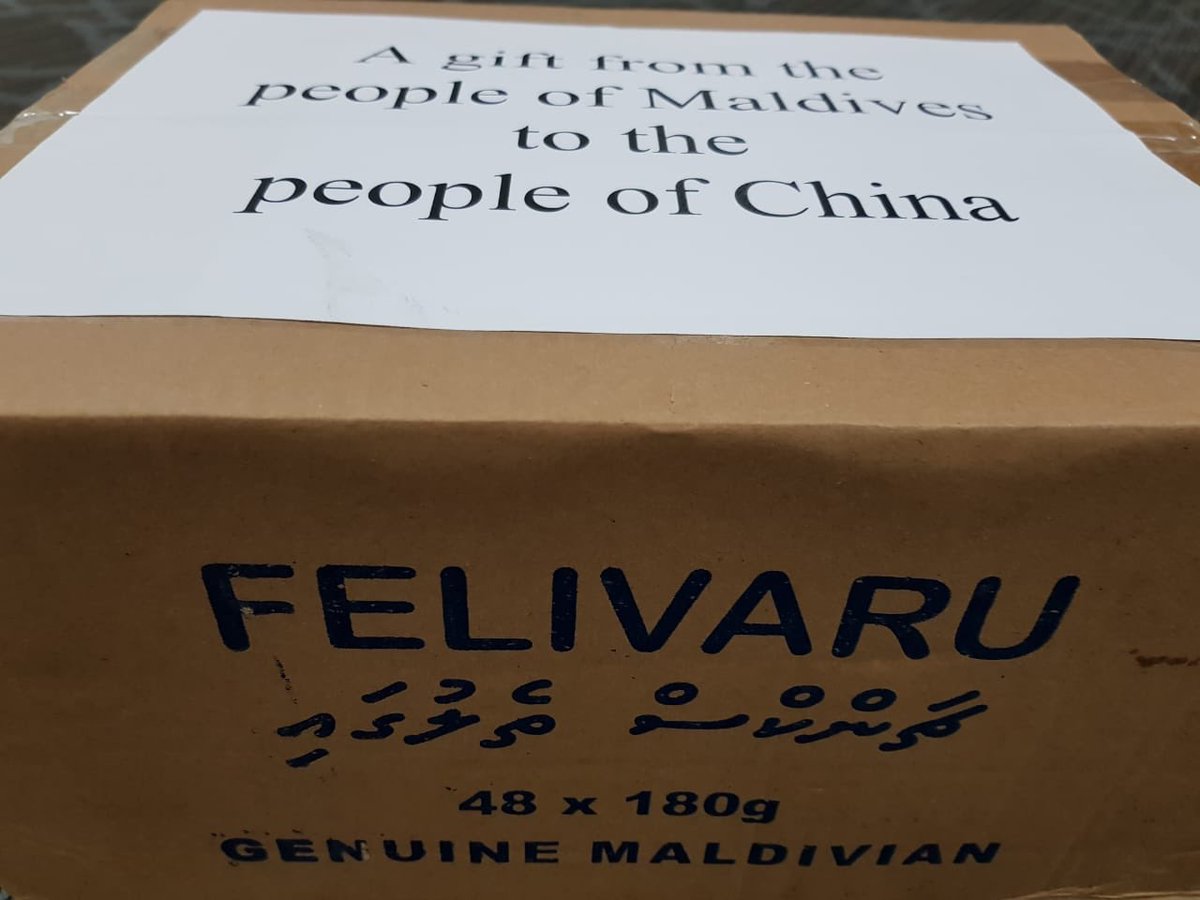 A gift from the
people of Maldives
to the
people of China
FELIVARU
ޗަންކްސް ތެލުގައި
48 x 180g
GENUINE MALDIVIAN